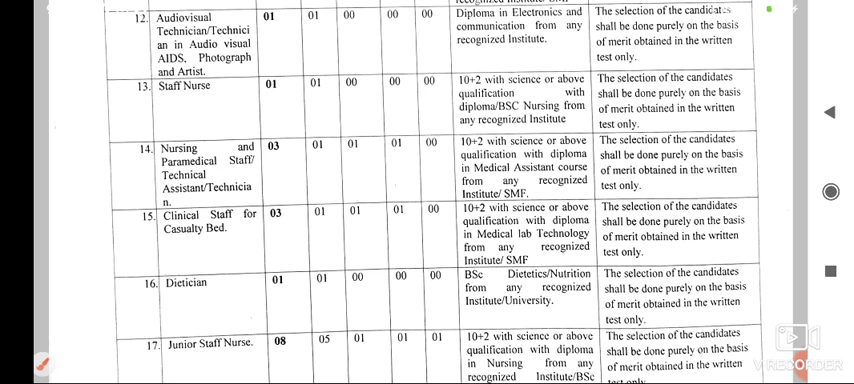 12. Audiovisual Technician/Technici an in Audio visual AIDS, Photograph and Artist. 01 01 00 00 00 Diploma in Electronics and communication from any recognized Institute. The selection of the candidates shall be done purely on the basis of merit obtained in the written test only.
13. Staff Nurse 01 01 00 00 00 10+2 with science or above qualification with diploma/BSC Nursing from any recognized Institute The selection of the candidates shall be done purely on the basis of merit obtained in the written test only.
14. Nursing and Paramedical Staff/ Technical Assistant/Technicia n. 03 01 01 01 00 10+2 with science or above qualification with diploma in Medical Assistant course from any recognized Institute/ SMF. The selection of the candidates shall be done purely on the basis of merit obtained in the written test only.
15. Clinical Staff for Casualty Bed. 03 01 01 01 00 10+2 with science or above qualification with diploma in Medical lab Technology from any recognized Institute/ SMF The selection of the candidates shall be done purely on the basis of merit obtained in the written test only.
16. Dietician 01 01 00 00 00 BSc Dietetics/Nutrition from any recognized Institute/University. The selection of the candidates shall be done purely on the basis of merit obtained in the written test only.
17. Junior Staff Nurse. 08 05 01 01 01 10+2 with science or above qualification with diploma in Nursing from any recognized Institute/BSc The selection of the candidates shall be done purely on the basis of merit obtained in the written
V RECORDER